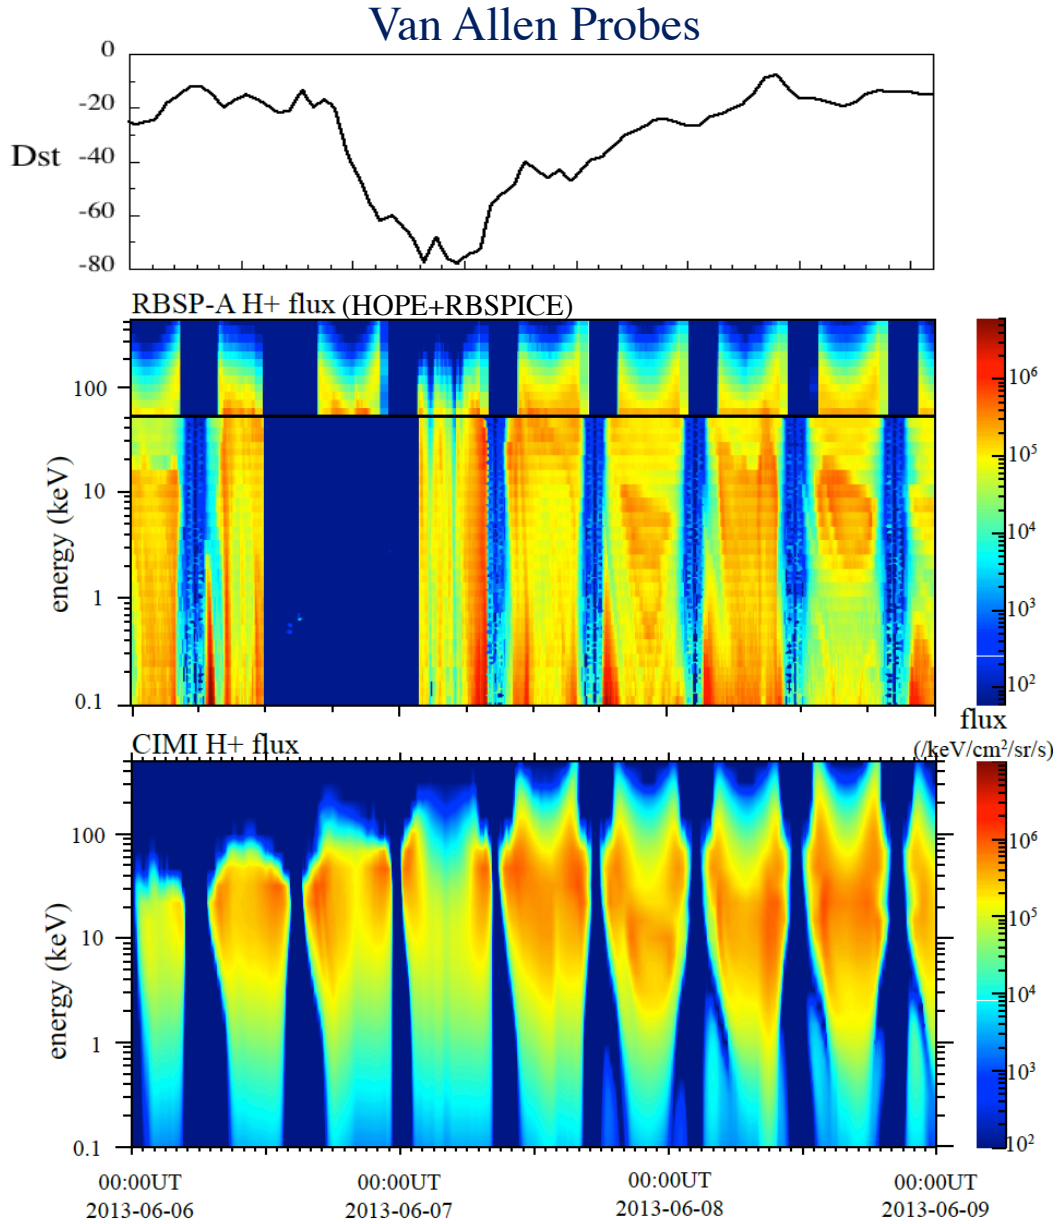 Van Allen Probes
0
-20
Dst
-40
-60
-80
RBSP-A H+ flux (HOPE+RBSPICE)
100
10
1
0.1
energy (keV)
10⁶
10⁵
10⁴
10³
10²
flux
(/keV/cm²/sr/s)
CIMI H+ flux
100
10
1
0.1
energy (keV)
10⁶
10⁵
10⁴
10³
10²
00:00UT 00:00UT 00:00UT 00:00UT
2013-06-06 2013-06-07 2013-06-08 2013-06-09